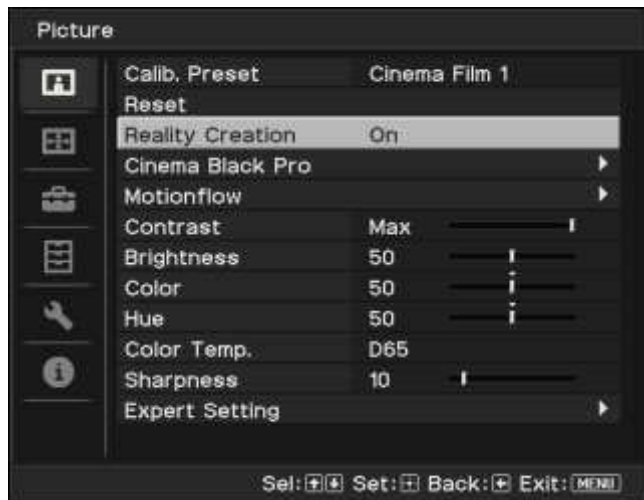 Picture
Calib. Preset Cinema Film 1
Reset
Reality Creation On
Cinema Black Pro
Motionflow
Contrast Max
Brightness 50
Color 50
Hue 50
Color Temp. D65
Sharpness 10
Expert Setting
Sel: Set: Back: Exit: MENU